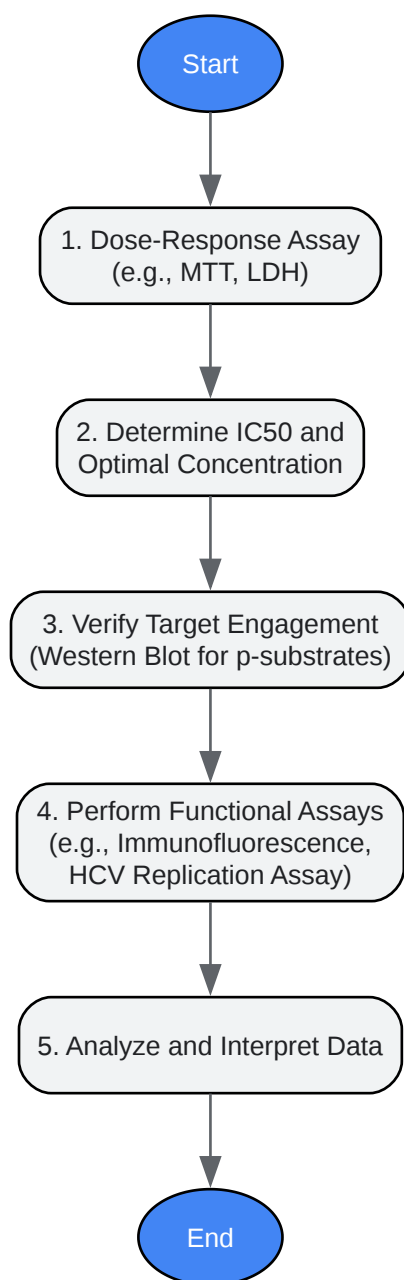 Start
1. Dose-Response Assay
(e.g., MTT, LDH)
2. Determine IC50 and
Optimal Concentration
3. Verify Target Engagement
(Western Blot for p-substrates)
4. Perform Functional Assays
(e.g., Immunofluorescence,
HCV Replication Assay)
5. Analyze and Interpret Data
End